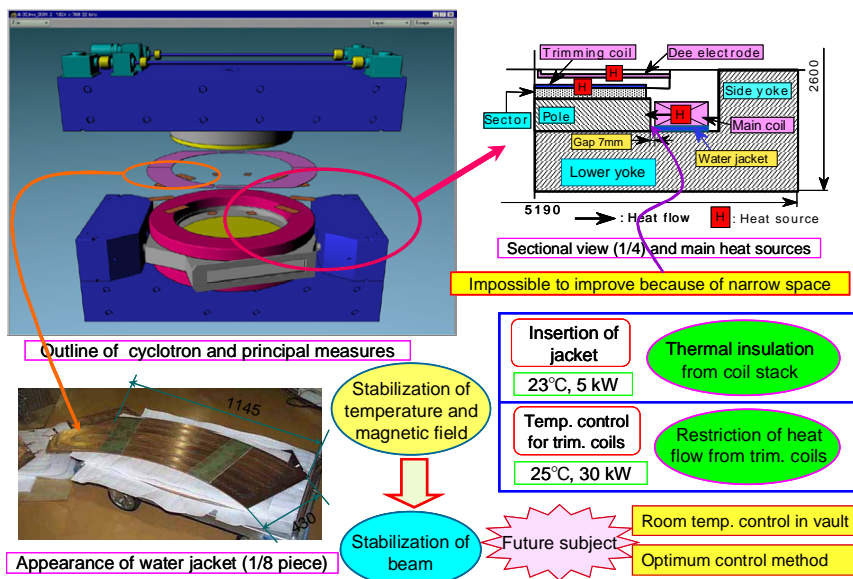 Trimming coil
Dee electrode
H
H
Sector
Side yoke
Pole
H
Main coil
Gap 7mm
Water jacket
Lower yoke
2600
5190
: Heat flow
H
: Heat source
Sectional view (1/4) and main heat sources
Impossible to improve because of narrow space
Outline of cyclotron and principal measures
Insertion of
jacket
23℃, 5 kW
Thermal insulation
from coil stack
Temp. control
for trim. coils
25℃, 30 kW
Restriction of heat
flow from trim. coils
1145
430
Appearance of water jacket (1/8 piece)
Stabilization of
temperature and
magnetic field
Stabilization of
beam
Future subject
Room temp. control in vault
Optimum control method